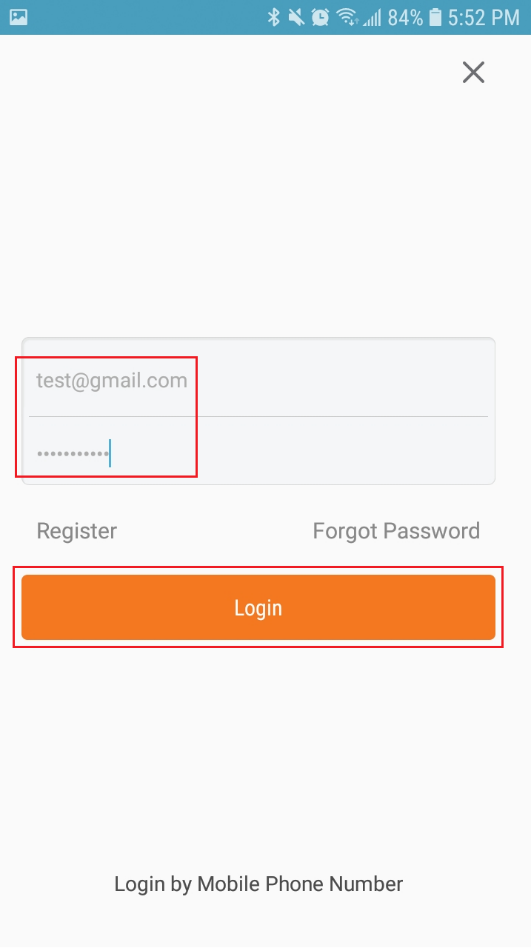 84% 5:52 PM
test@gmail.com
•••••••••••
Register Forgot Password
Login
Login by Mobile Phone Number